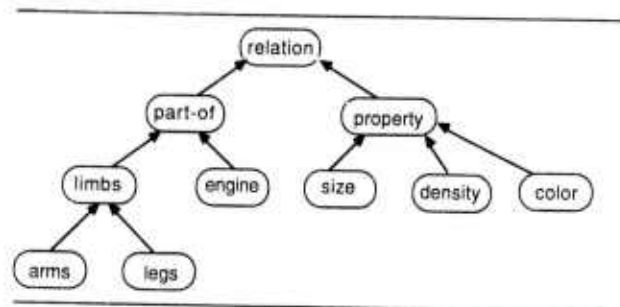 relation
part-of
property
limbs
engine
size
density
color
arms
legs